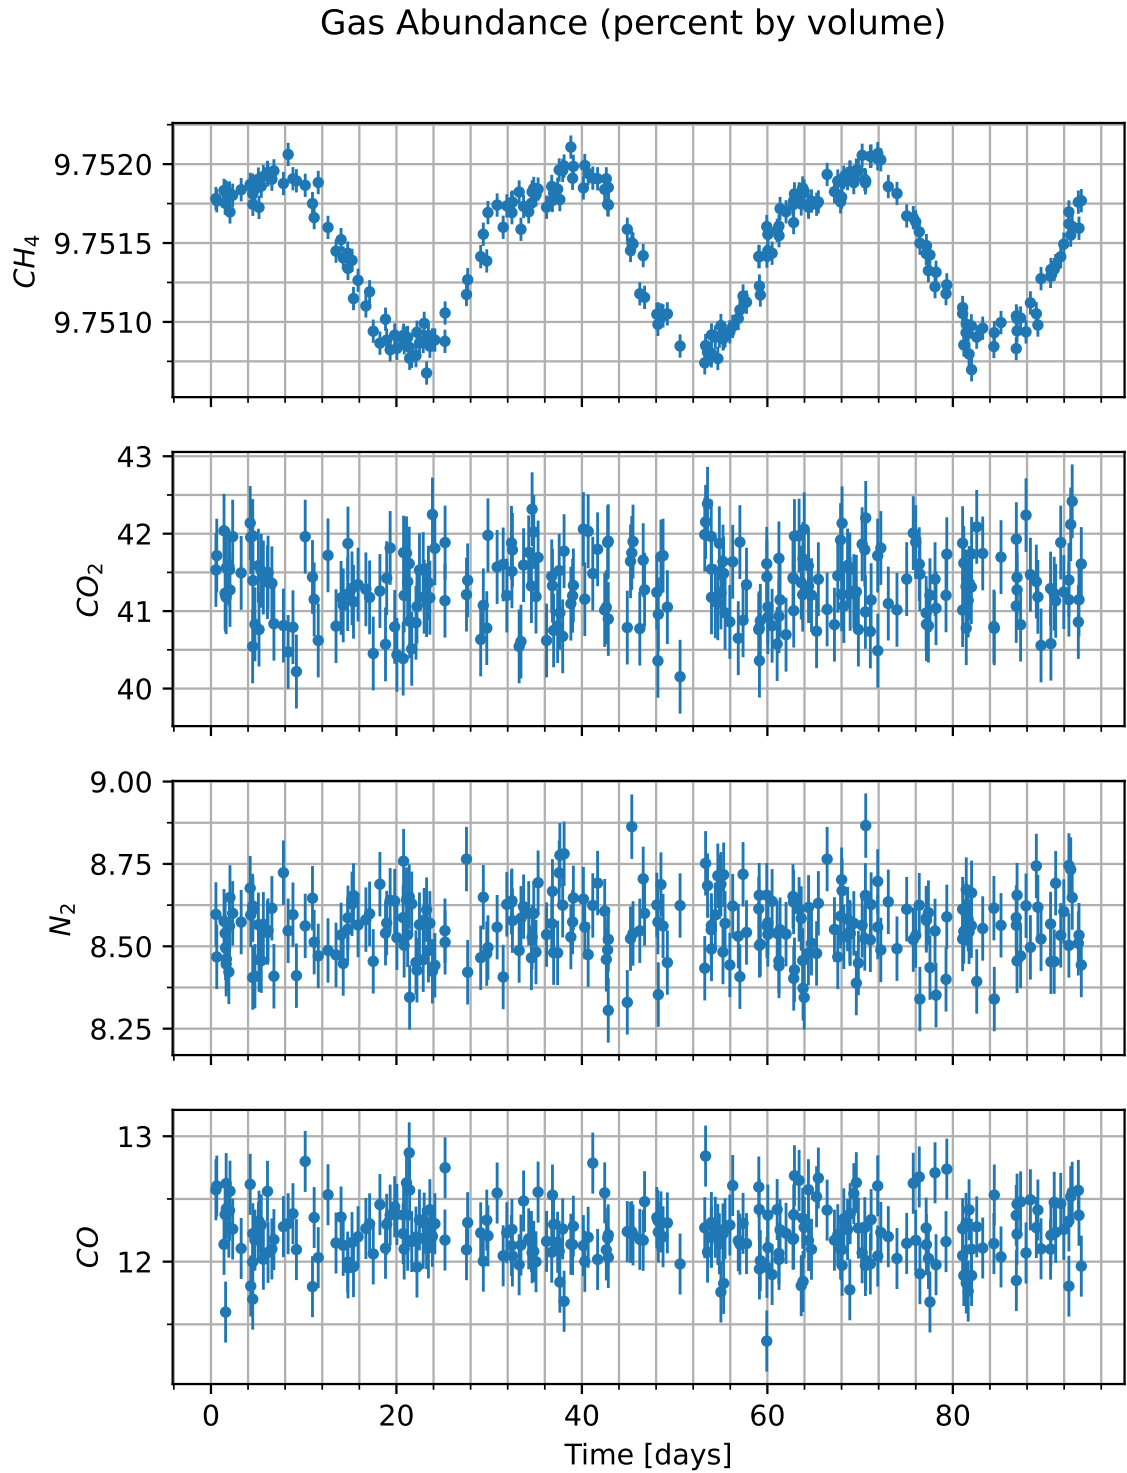 Gas Abundance (percent by volume)
CH₄
9.7520
9.7515
9.7510
CO₂
43
42
41
40
N₂
9.00
8.75
8.50
8.25
CO
13
12
0 20 40 60 80
Time [days]